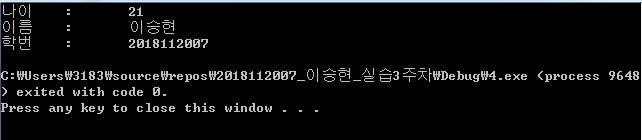 나이    :       21
이름    :       이승현
학번    :       2018112007

C:₩Users₩3183₩source₩repos₩2018112007_이승현_실습3주차₩Debug₩4.exe (process 9648
) exited with code 0.
Press any key to close this window . . .